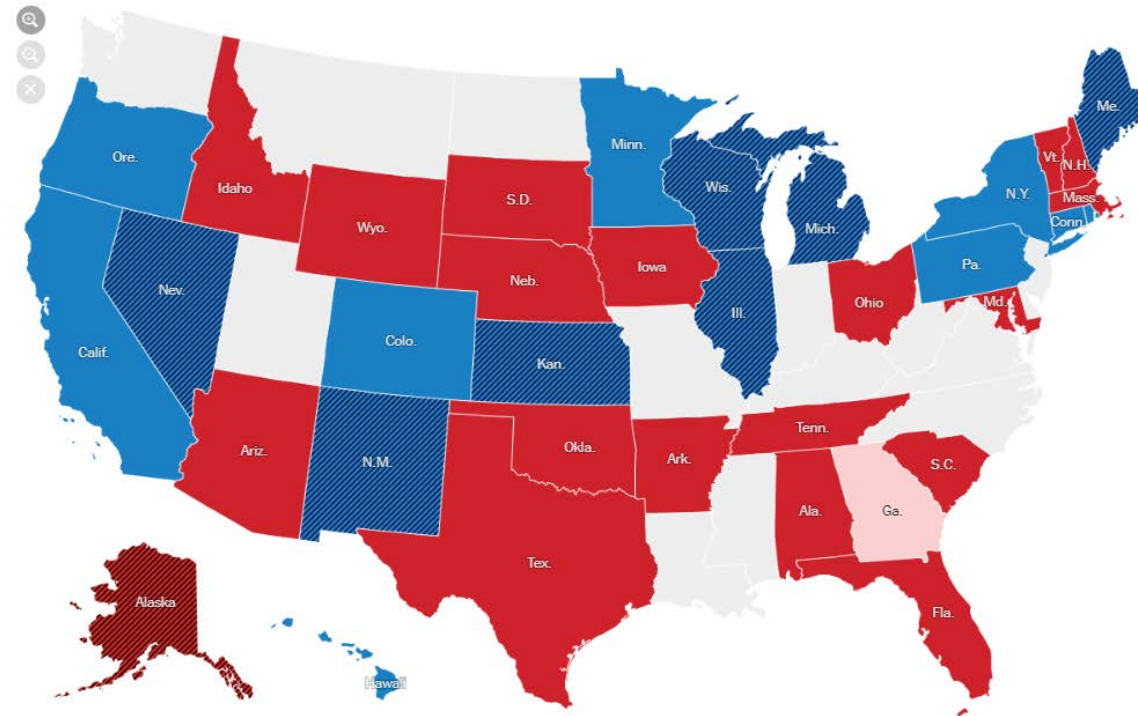 Me.
Vt.
N.H.
Minn.
Ore.
Wis.
N.Y.
Mass.
Idaho
S.D.
Mich.
Conn.
Wyo.
Iowa
Pa.
Neb.
Nev.
Ohio
Md.
Ill.
Calif.
Colo.
Kan.
Okla.
Tenn.
Ariz.
N.M.
Ark.
S.C.
Ala.
Ga.
Tex.
Alaska
Fla.
Hawaii